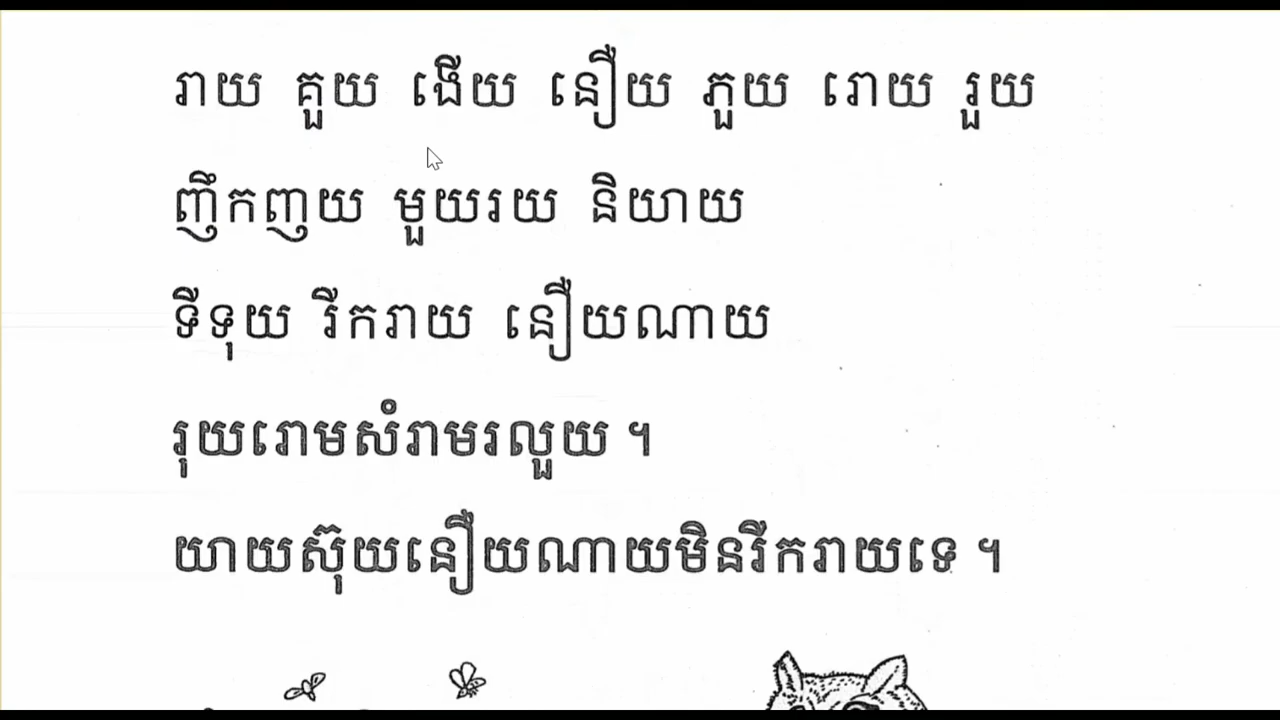 រាយ គួយ ងើយ នឿយ ភួយ រោយ រួយ
ញឹកញយ មួយរយ និយាយ
ទីទុយ រីករាយ នឿយណាយ
រុយរោមសំរាមរលួយ ។
យាយស៊ុយនឿយណាយមិនរីករាយទេ ។